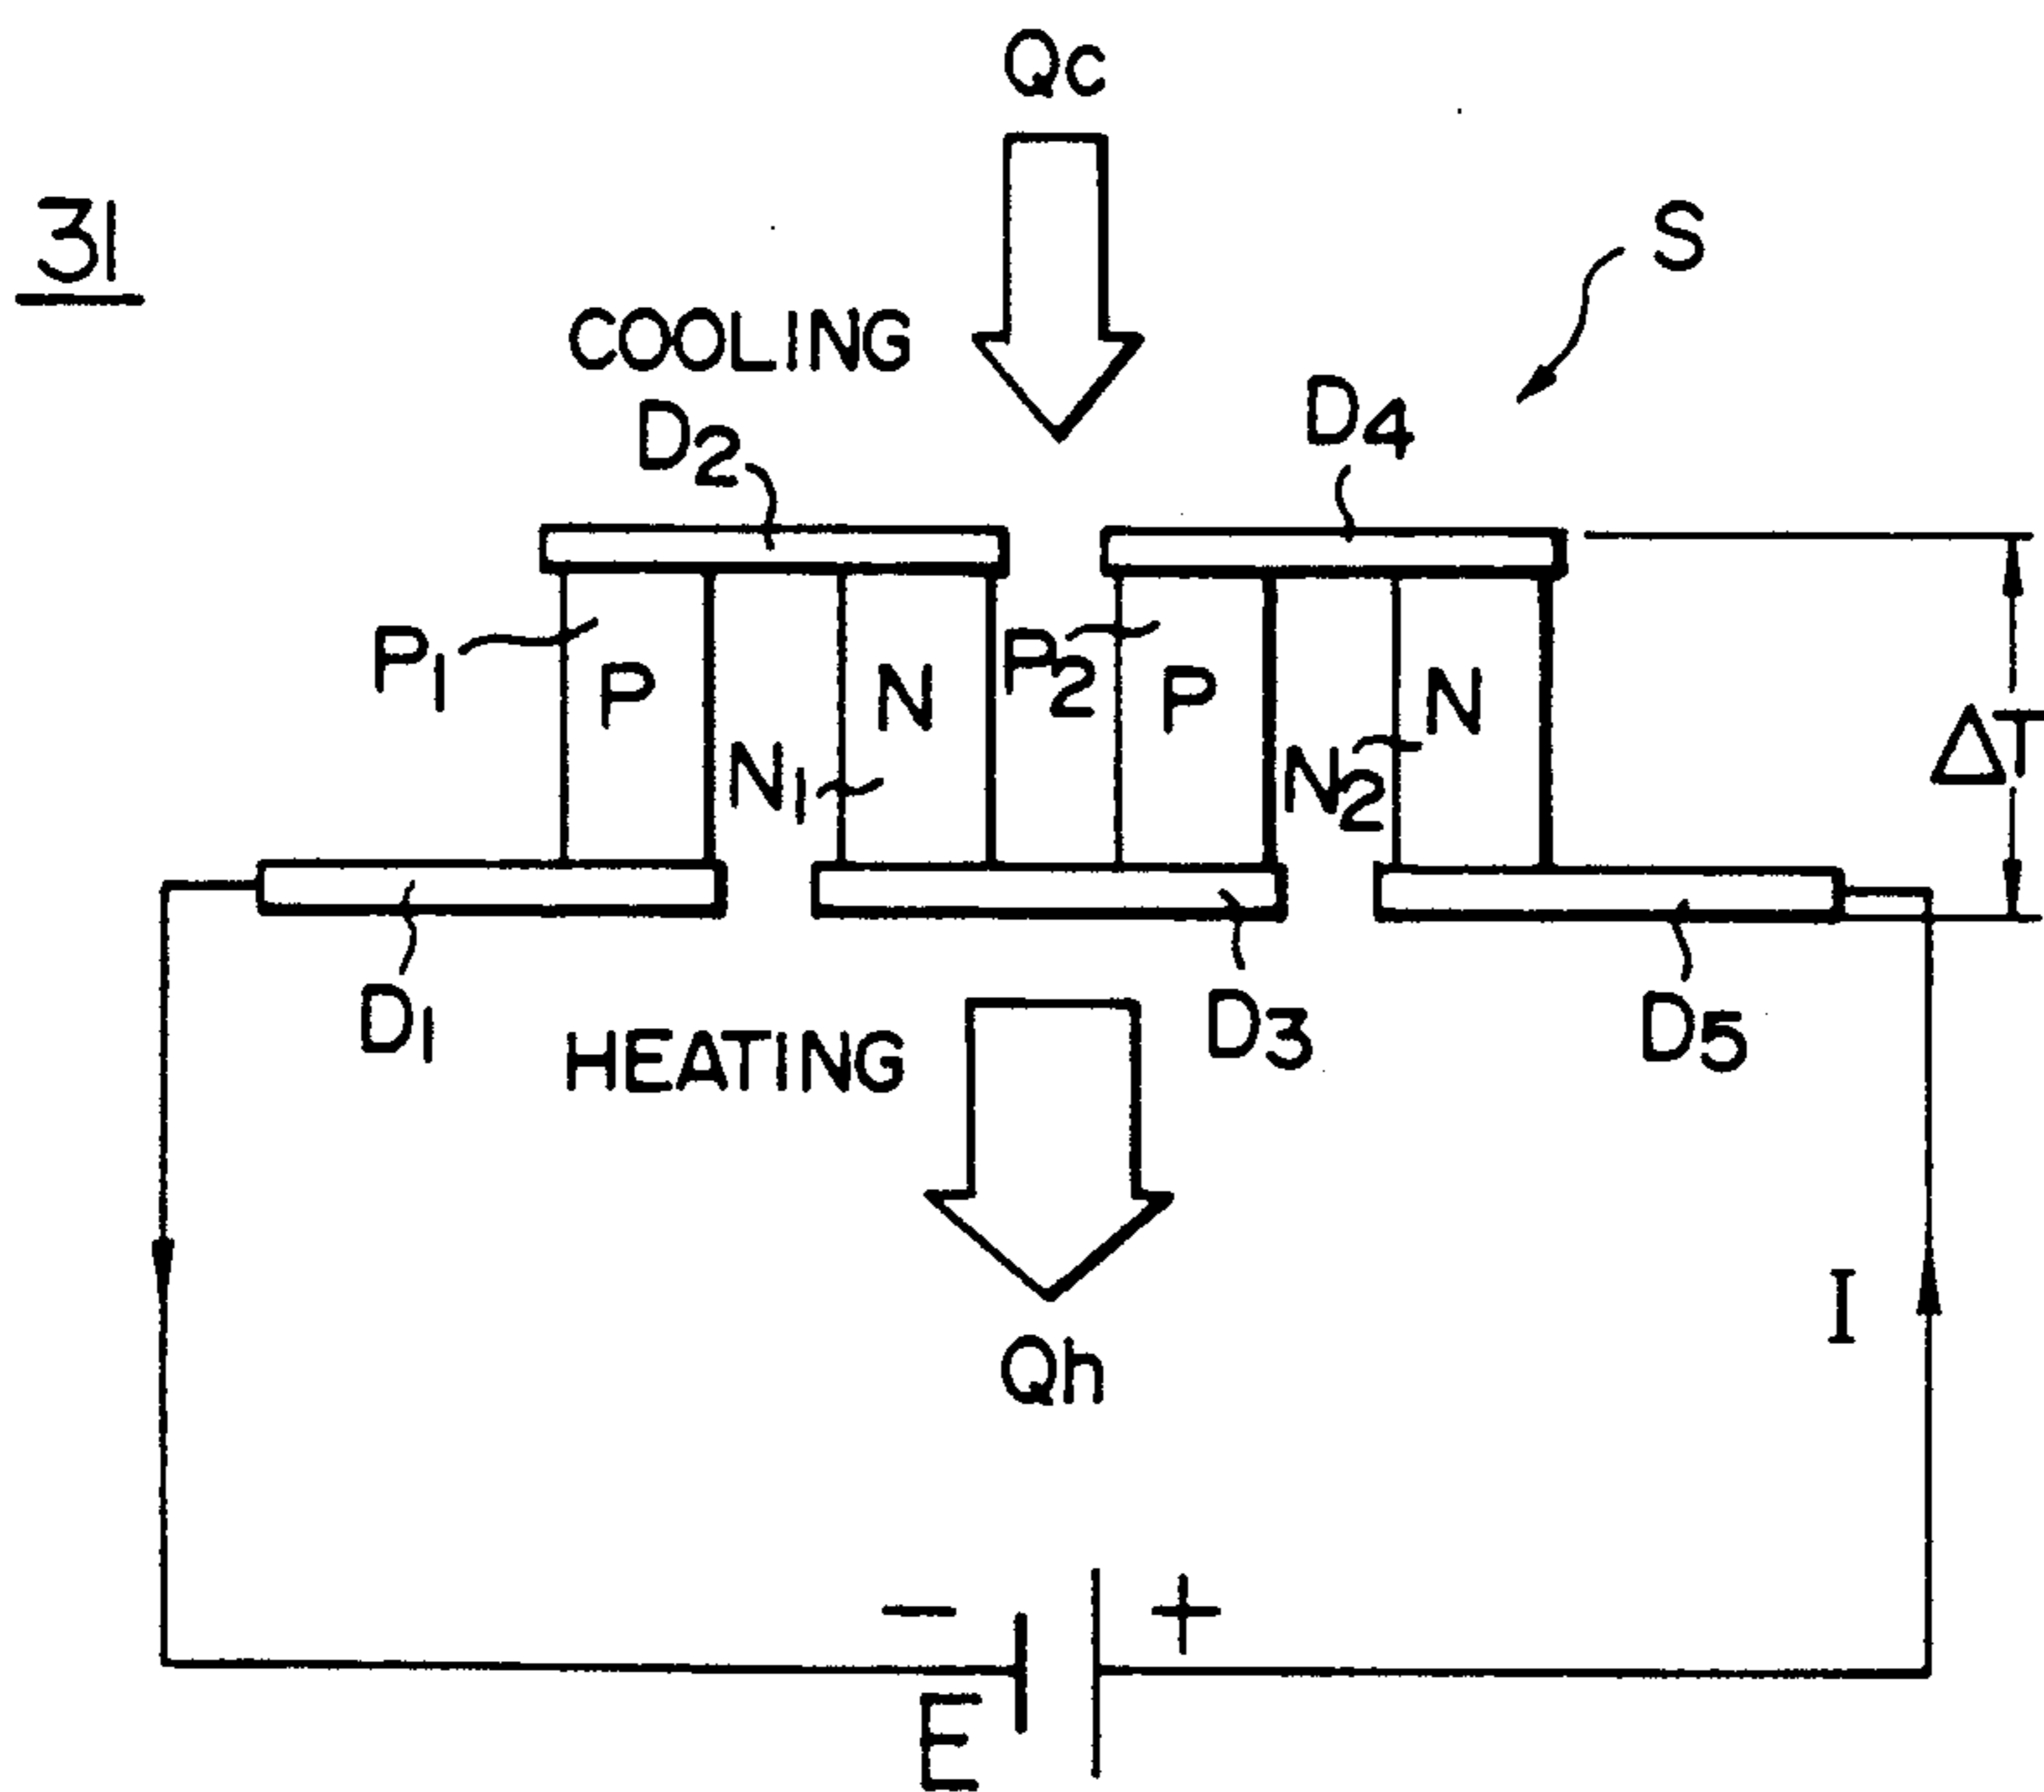 Qc
31
S
COOLING
D2
D4
P1
P
N
P2
P
N
N1
N2
ΔT
D1
D3
D5
HEATING
I
Qh
− +
E